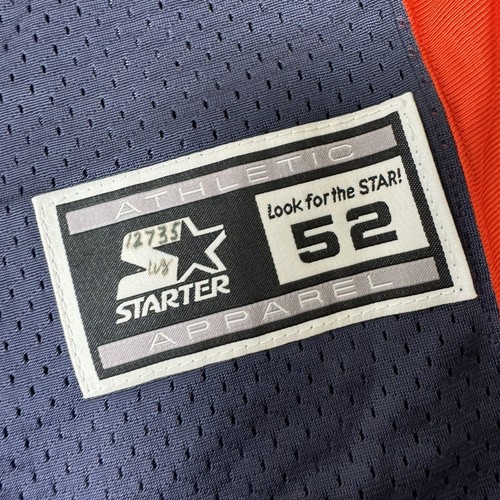 ATHLETIC
12735
STARTER
Look for the STAR!
52
APPAREL